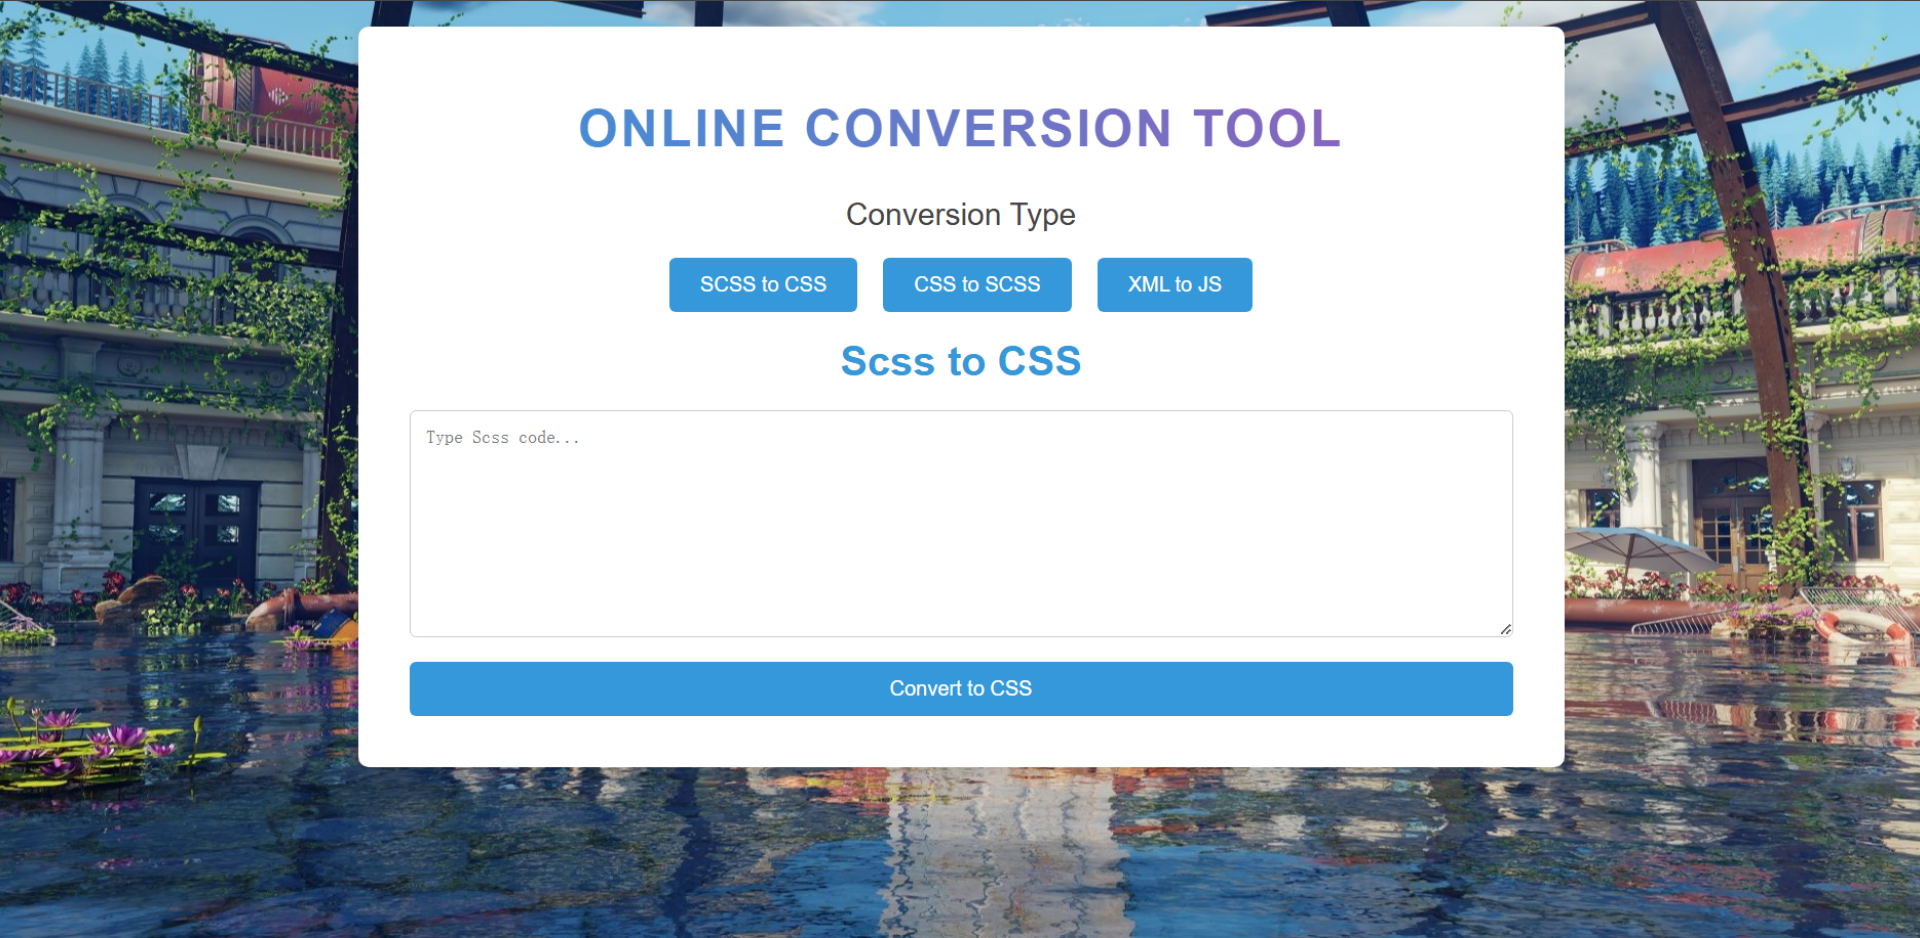 ONLINE CONVERSION TOOL
Conversion Type
SCSS to CSS CSS to SCSS XML to JS
Scss to CSS
Type Scss code...
Convert to CSS